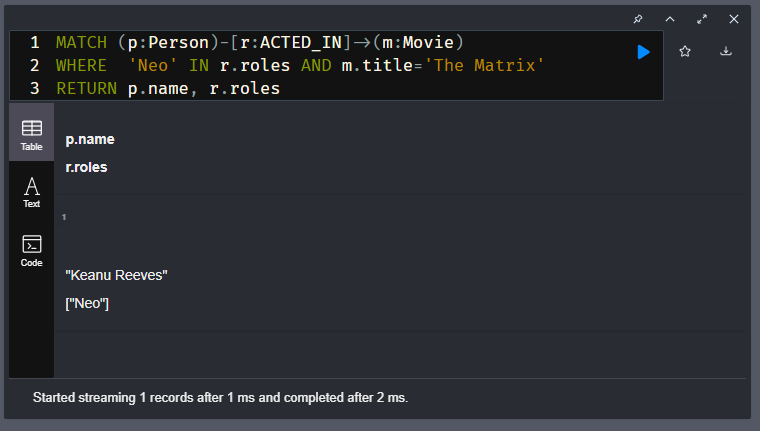 1 MATCH (p:Person)-[r:ACTED_IN]->(m:Movie)
2 WHERE  'Neo' IN r.roles AND m.title='The Matrix'
3 RETURN p.name, r.roles
Table
p.name
r.roles
Text
1
Code
"Keanu Reeves"
["Neo"]
Started streaming 1 records after 1 ms and completed after 2 ms.